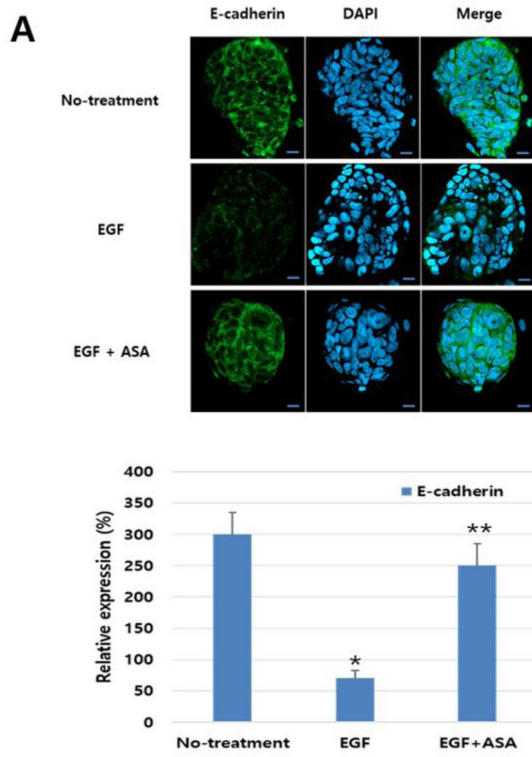 A
E-cadherin DAPI Merge
No-treatment
EGF
EGF + ASA
E-cadherin
Relative expression (%)
400
350
300
250
200
150
100
50
0
*
**
No-treatment EGF EGF+ASA